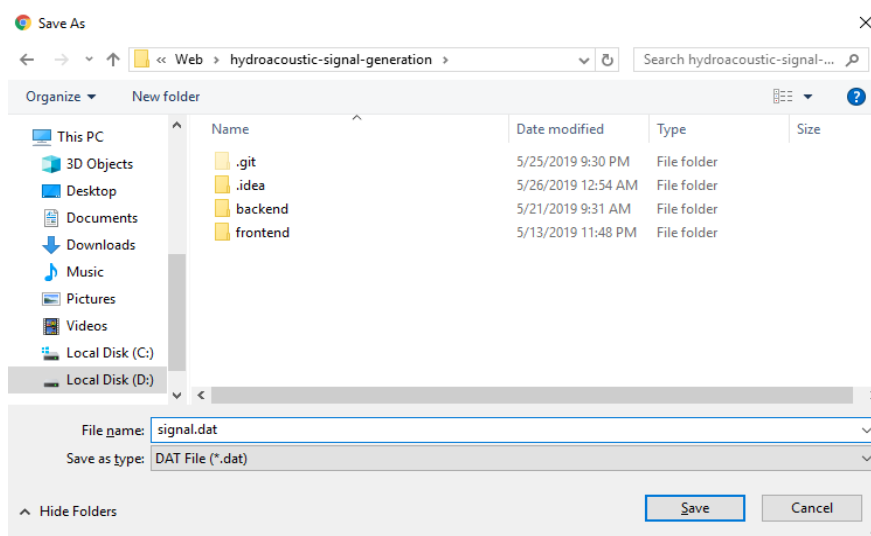 Save As
« Web › hydroacoustic-signal-generation ›
Search hydroacoustic-signal-...
Organize New folder
Name Date modified Type Size
This PC
3D Objects
Desktop
Documents
Downloads
Music
Pictures
Videos
Local Disk (C:)
Local Disk (D:)
.git 5/25/2019 9:30 PM File folder
.idea 5/26/2019 12:54 AM File folder
backend 5/21/2019 9:31 AM File folder
frontend 5/13/2019 11:48 PM File folder
File name: signal.dat
Save as type: DAT File (*.dat)
Hide Folders
Save Cancel